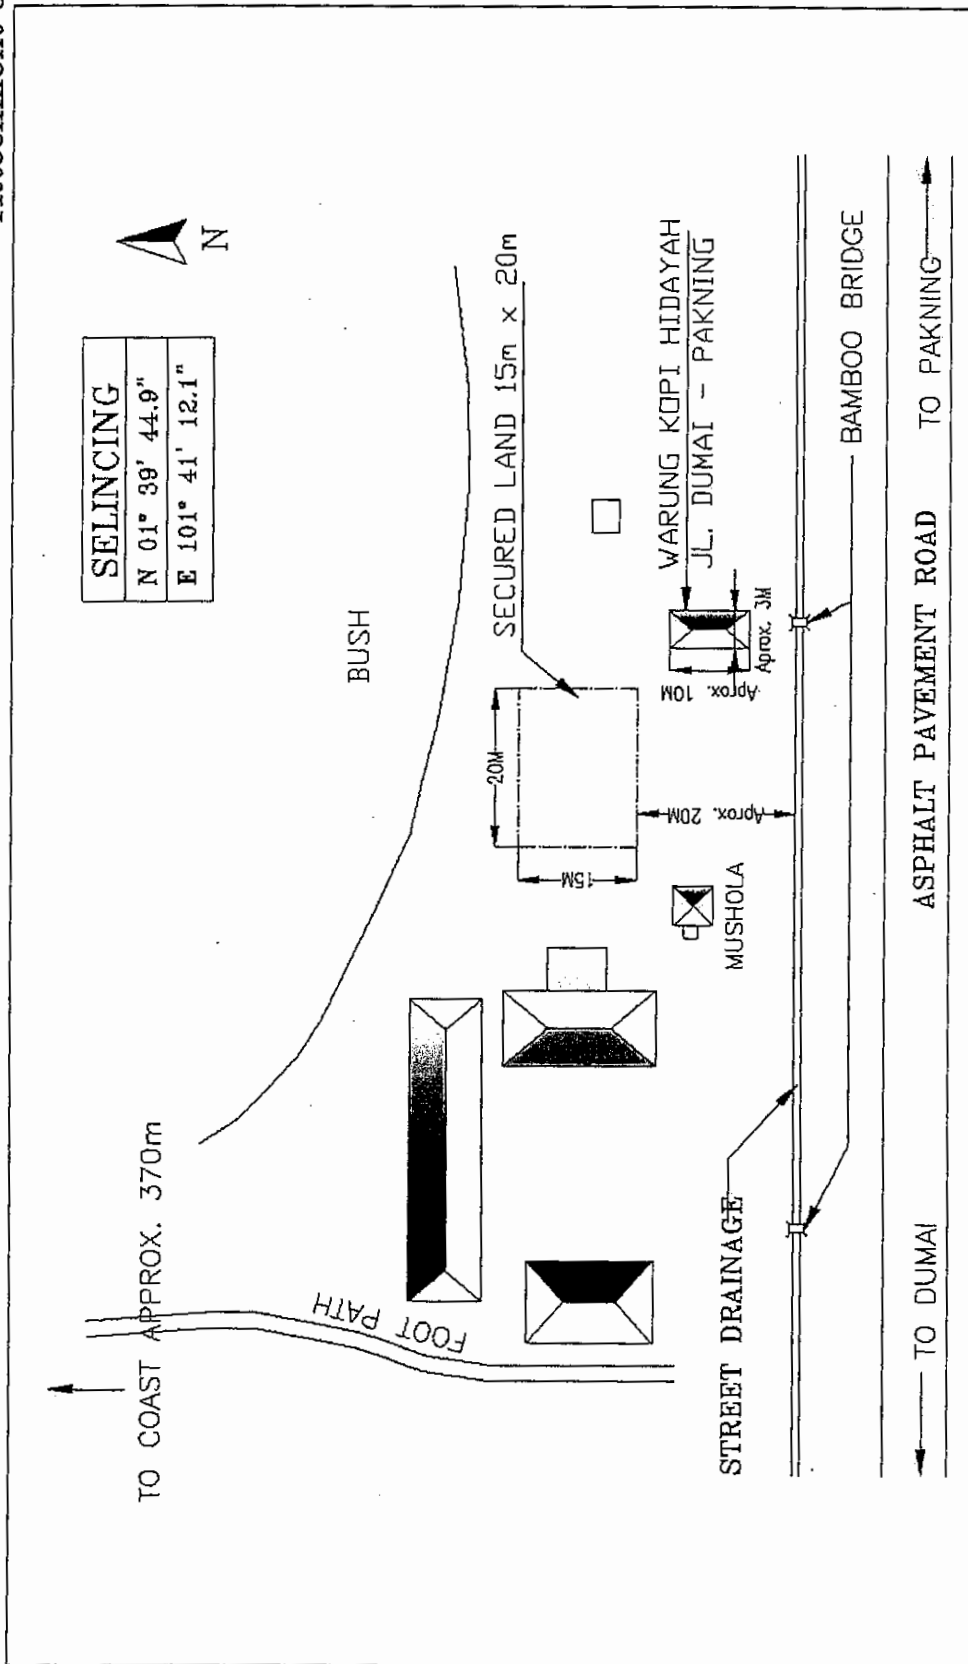 SELINCING
N 01° 39' 44.9"
E 101° 41' 12.1"
N
TO COAST APPROX. 370m
BUSH
FOOT PATH
SECURED LAND 15m x 20m
20M
15M
WARUNG KOPI HIDAYAH
JL. DUMAI - PAKNING
Aprox. 10M
Aprox. 3M
Aprox. 20M
MUSHOLA
STREET DRAINAGE
BAMBOO BRIDGE
TO DUMAI
ASPHALT PAVEMENT ROAD
TO PAKNING